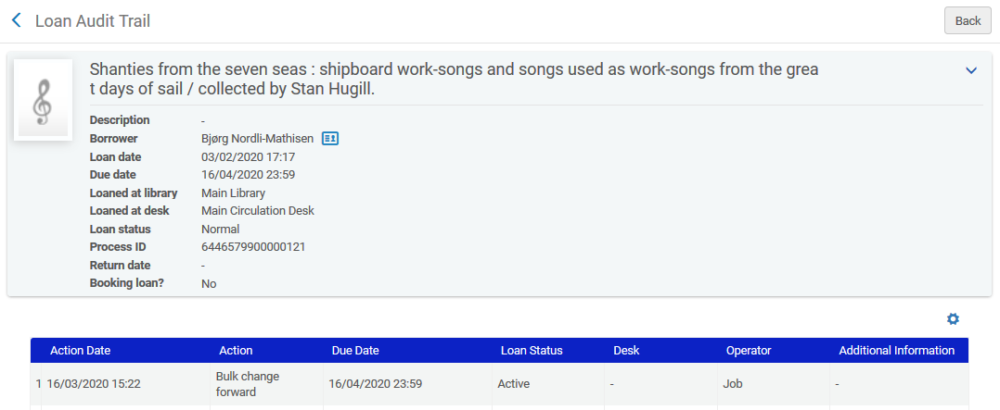 Loan Audit Trail
Back
Shanties from the seven seas : shipboard work-songs and songs used as work-songs from the grea
t days of sail / collected by Stan Hugill.
Description -
Borrower Bjørg Nordli-Mathisen
Loan date 03/02/2020 17:17
Due date 16/04/2020 23:59
Loaned at library Main Library
Loaned at desk Main Circulation Desk
Loan status Normal
Process ID 6446579900000121
Return date -
Booking loan? No
Action Date Action Due Date Loan Status Desk Operator Additional Information
1 16/03/2020 15:22 Bulk change 16/04/2020 23:59 Active - Job -
forward